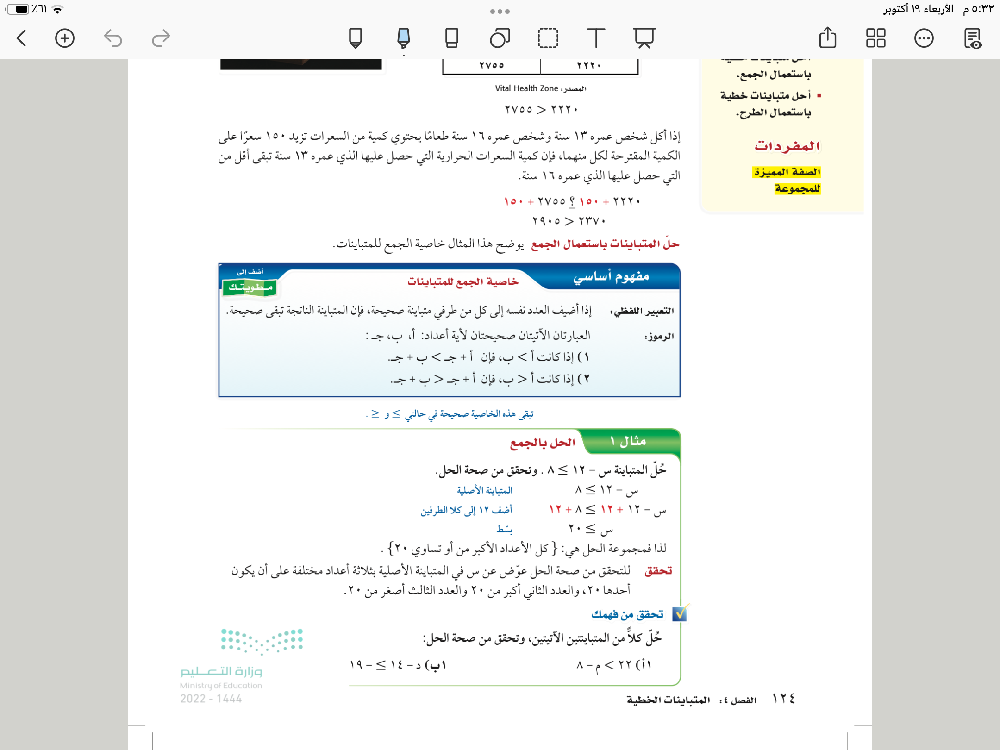 ٥:٣٢ م الأربعاء ١٩ أكتوبر
٦١٪
باستعمال الجمع.
▪ أحل متباينات خطية
باستعمال الطرح.
المفردات
الصفة المميزة
للمجموعة
٢٢٢٠ ٢٧٥٥
المصدر: Vital Health Zone
٢٢٢٠ < ٢٧٥٥
إذا أكل شخص عمره ١٣ سنة وشخص عمره ١٦ سنة طعامًا يحتوي كمية من السعرات تزيد ١٥٠ سعرًا على
الكمية المقترحة لكل منهما، فإن كمية السعرات الحرارية التي حصل عليها الذي عمره ١٣ سنة تبقى أقل من
التي حصل عليها الذي عمره ١٦ سنة.
٢٢٢٠ + ١٥٠ ؟ ٢٧٥٥ + ١٥٠
٢٣٧٠ < ٢٩٠٥
حلّ المتباينات باستعمال الجمع يوضح هذا المثال خاصية الجمع للمتباينات.
مفهوم أساسي
خاصية الجمع للمتباينات
أضف إلى
مـطويـتـك
التعبير اللفظي: إذا أضيف العدد نفسه إلى كل من طرفي متباينة صحيحة، فإن المتباينة الناتجة تبقى صحيحة.
الرموز: العبارتان الآتيتان صحيحتان لأية أعداد: أ، ب، جـ :
١) إذا كانت أ > ب، فإن أ + جـ > ب + جـ.
٢) إذا كانت أ < ب، فإن أ + جـ < ب + جـ.
تبقى هذه الخاصية صحيحة في حالتي ≥ و ≤ .
مثال ١ الحل بالجمع
حُلّ المتباينة س − ١٢ ≥ ٨ . وتحقق من صحة الحل.
س − ١٢ ≥ ٨ المتباينة الأصلية
س − ١٢ + ١٢ ≥ ٨ + ١٢ أضف ١٢ إلى كلا الطرفين
س ≥ ٢٠ بسّط
لذا فمجموعة الحل هي: { كل الأعداد الأكبر من أو تساوي ٢٠} .
تحقق للتحقق من صحة الحل عوّض عن س في المتباينة الأصلية بثلاثة أعداد مختلفة على أن يكون
أحدها ٢٠، والعدد الثاني أكبر من ٢٠ والعدد الثالث أصغر من ٢٠.
تحقق من فهمك
حُلّ كلاًّ من المتباينتين الآتيتين، وتحقق من صحة الحل:
١أ) ٢٢ > م − ٨ ١ب) د − ١٤ ≥ − ١٩
وزارة التعـــليم
Ministry of Education
2022 - 1444
١٢٤ الفصل ٤: المتباينات الخطية